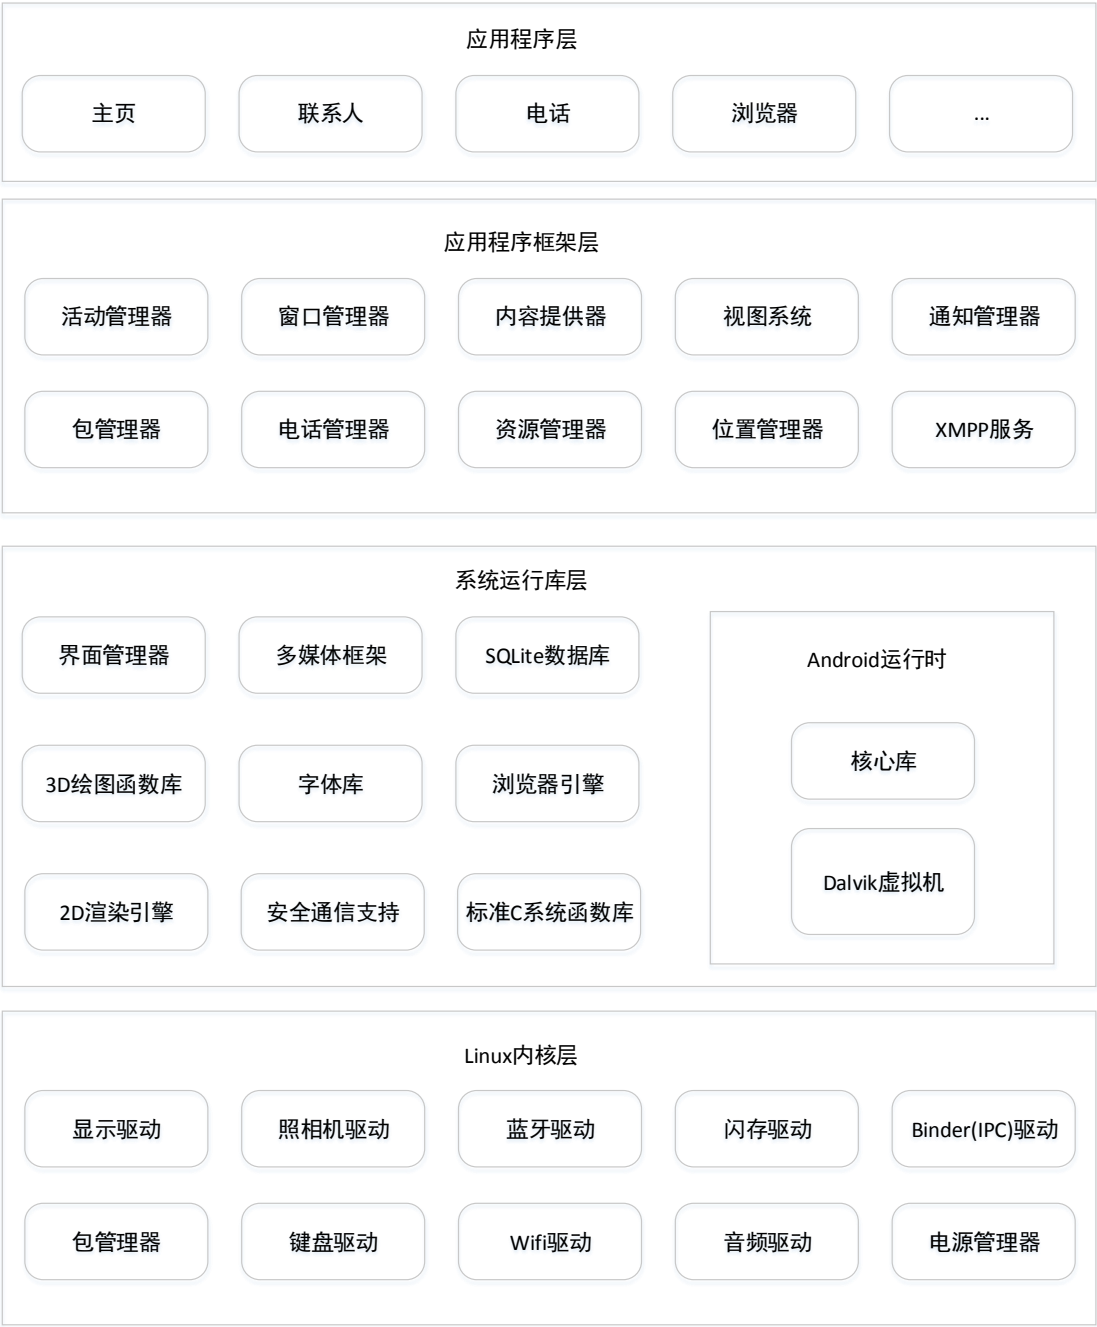 应用程序层
主页
联系人
电话
浏览器
...
应用程序框架层
活动管理器
窗口管理器
内容提供器
视图系统
通知管理器
包管理器
电话管理器
资源管理器
位置管理器
XMPP服务
系统运行库层
界面管理器
多媒体框架
SQLite数据库
3D绘图函数库
字体库
浏览器引擎
2D渲染引擎
安全通信支持
标准C系统函数库
Android运行时
核心库
Dalvik虚拟机
Linux内核层
显示驱动
照相机驱动
蓝牙驱动
闪存驱动
Binder(IPC)驱动
包管理器
键盘驱动
Wifi驱动
音频驱动
电源管理器